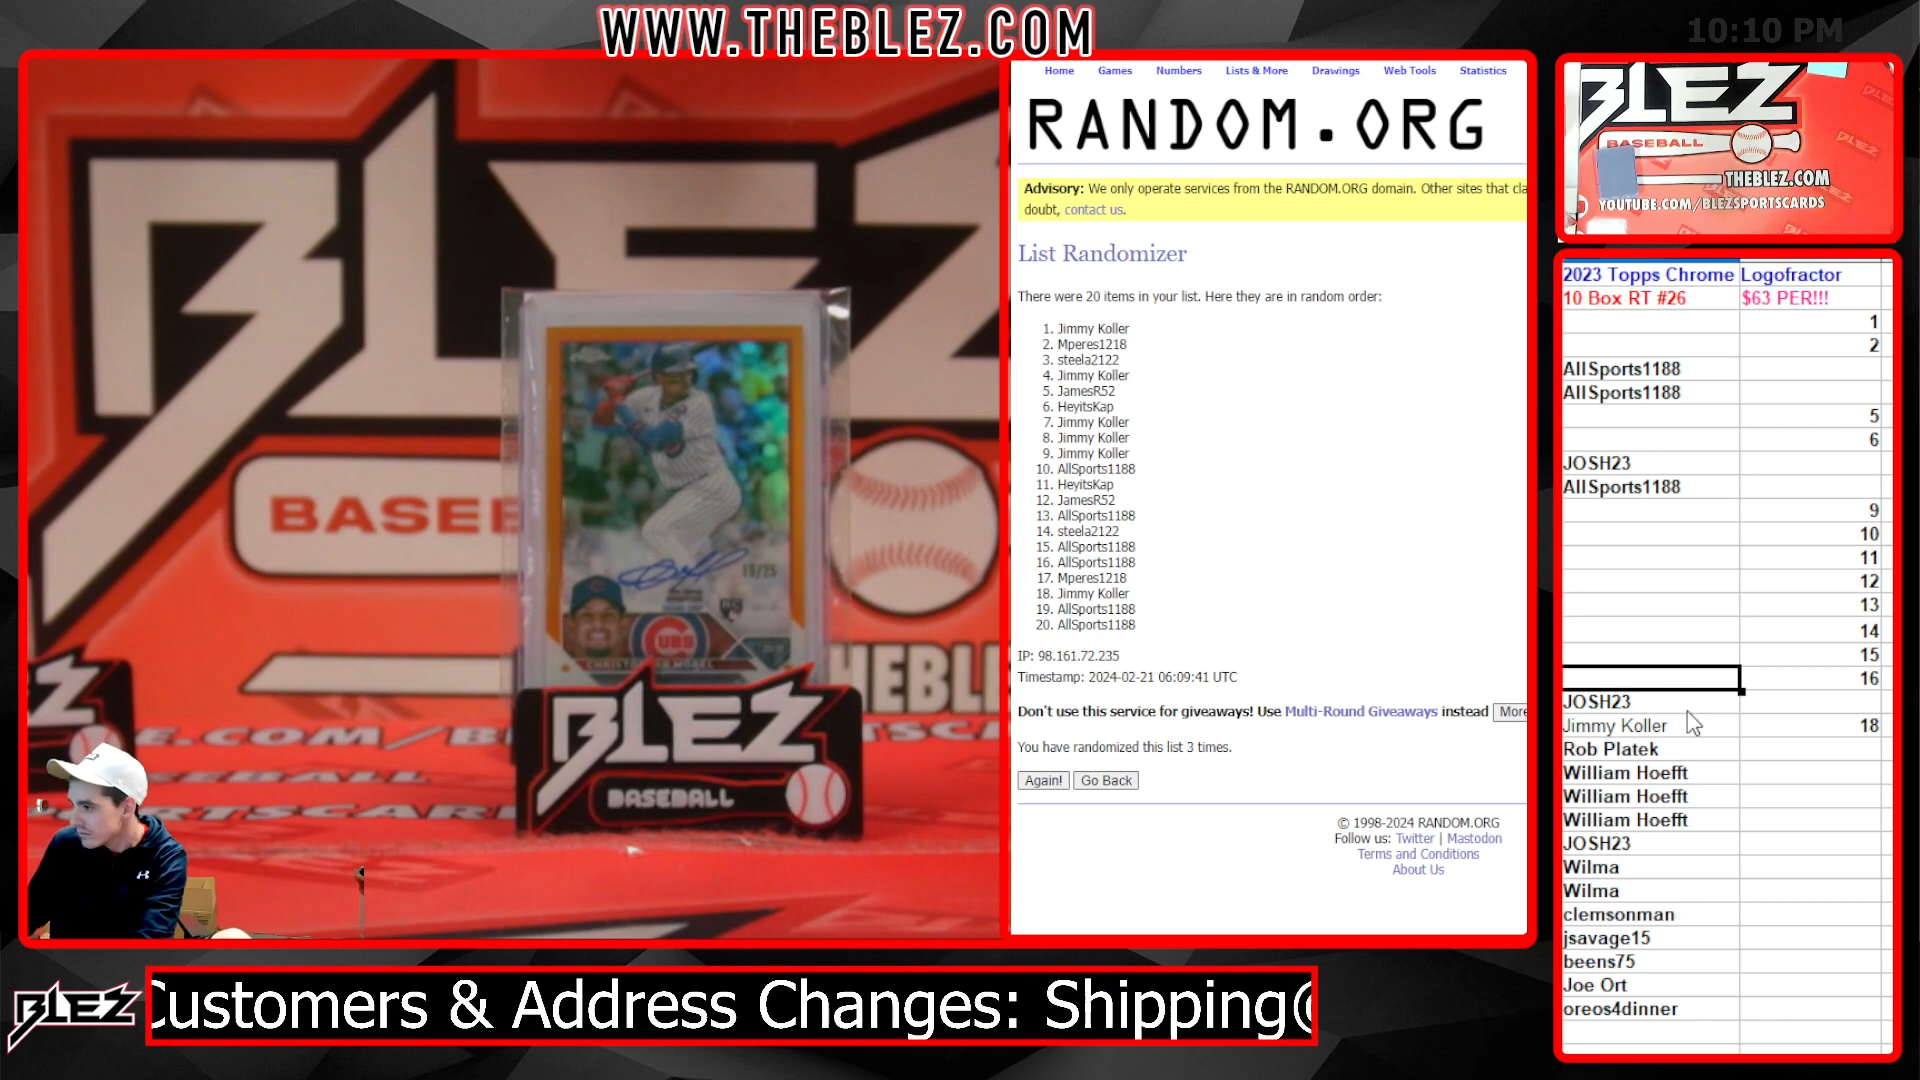 WWW.THEBLEZ.COM
10:10 PM
BLEZ
BASEBALL
18/25
CUBS
BLEZ
BASEBALL
Home Games Numbers Lists & More Drawings Web Tools Statistics
RANDOM.ORG
Advisory: We only operate services from the RANDOM.ORG domain. Other sites that cla
doubt, contact us.
List Randomizer
There were 20 items in your list. Here they are in random order:
1. Jimmy Koller
2. Mperes1218
3. steela2122
4. Jimmy Koller
5. JamesR52
6. HeyitsKap
7. Jimmy Koller
8. Jimmy Koller
9. Jimmy Koller
10. AllSports1188
11. HeyitsKap
12. JamesR52
13. AllSports1188
14. steela2122
15. AllSports1188
16. AllSports1188
17. Mperes1218
18. Jimmy Koller
19. AllSports1188
20. AllSports1188
IP: 98.161.72.235
Timestamp: 2024-02-21 06:09:41 UTC
Don't use this service for giveaways! Use Multi-Round Giveaways instead More
You have randomized this list 3 times.
Again! Go Back
© 1998-2024 RANDOM.ORG
Follow us: Twitter | Mastodon
Terms and Conditions
About Us
BLEZ
BASEBALL
THEBLEZ.COM
YOUTUBE.COM/BLEZSPORTSCARDS
2023 Topps Chrome Logofractor
10 Box RT #26 $63 PER!!!
1
2
AllSports1188
AllSports1188
5
6
JOSH23
AllSports1188
9
10
11
12
13
14
15
16
JOSH23
Jimmy Koller 18
Rob Platek
William Hoefft
William Hoefft
William Hoefft
JOSH23
Wilma
Wilma
clemsonman
jsavage15
beens75
Joe Ort
oreos4dinner
BLEZ
Customers & Address Changes: Shipping@